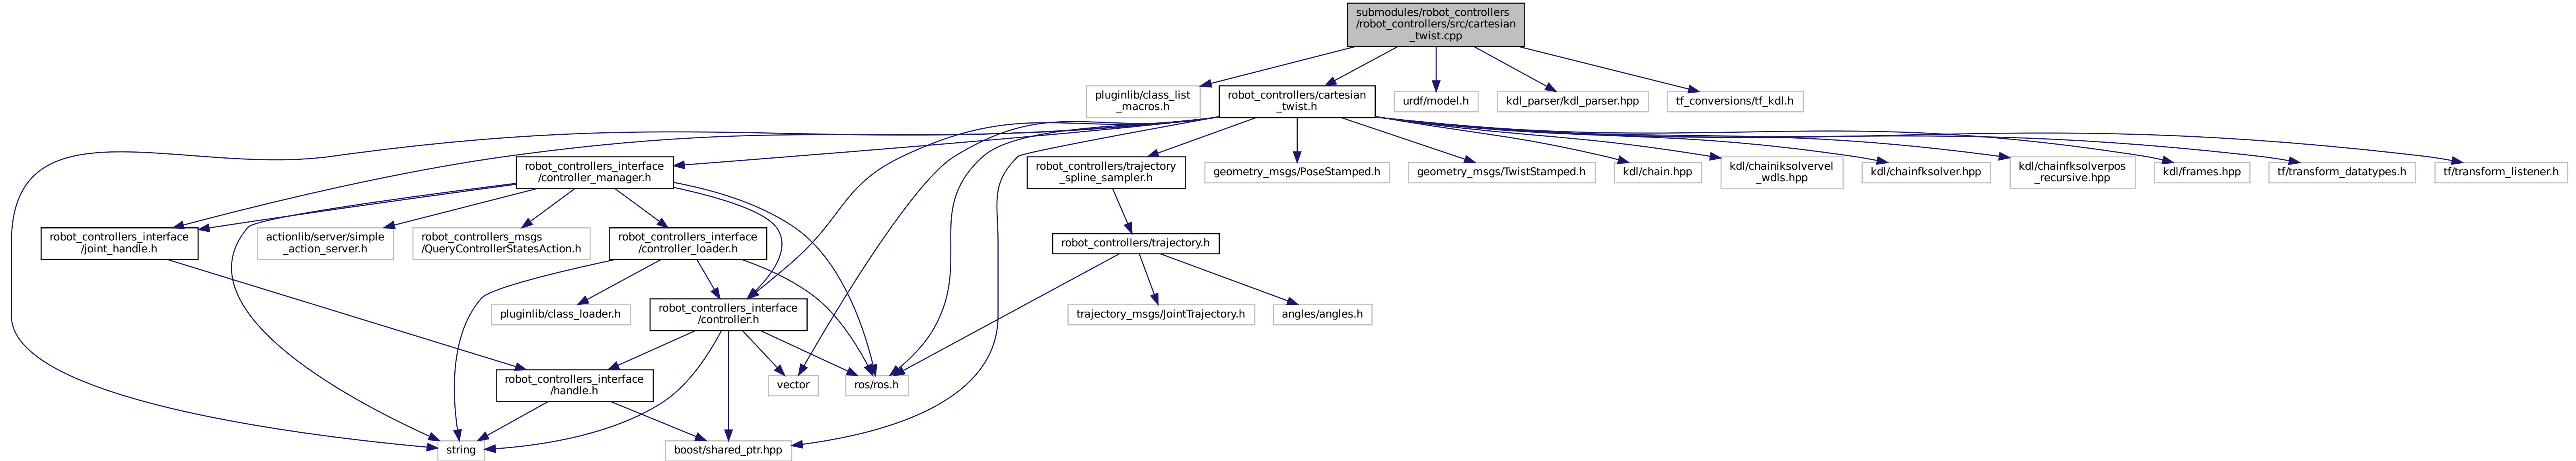 submodules/robot_controllers
/robot_controllers/src/cartesian
_twist.cpp
pluginlib/class_list
_macros.h
robot_controllers/cartesian
_twist.h
urdf/model.h
kdl_parser/kdl_parser.hpp
tf_conversions/tf_kdl.h
robot_controllers_interface
/controller_manager.h
robot_controllers/trajectory
_spline_sampler.h
geometry_msgs/PoseStamped.h
geometry_msgs/TwistStamped.h
kdl/chain.hpp
kdl/chainiksolvervel
_wdls.hpp
kdl/chainfksolver.hpp
kdl/chainfksolverpos
_recursive.hpp
kdl/frames.hpp
tf/transform_datatypes.h
tf/transform_listener.h
robot_controllers_interface
/joint_handle.h
actionlib/server/simple
_action_server.h
robot_controllers_msgs
/QueryControllerStatesAction.h
robot_controllers_interface
/controller_loader.h
robot_controllers/trajectory.h
pluginlib/class_loader.h
robot_controllers_interface
/controller.h
trajectory_msgs/JointTrajectory.h
angles/angles.h
robot_controllers_interface
/handle.h
vector
ros/ros.h
string
boost/shared_ptr.hpp